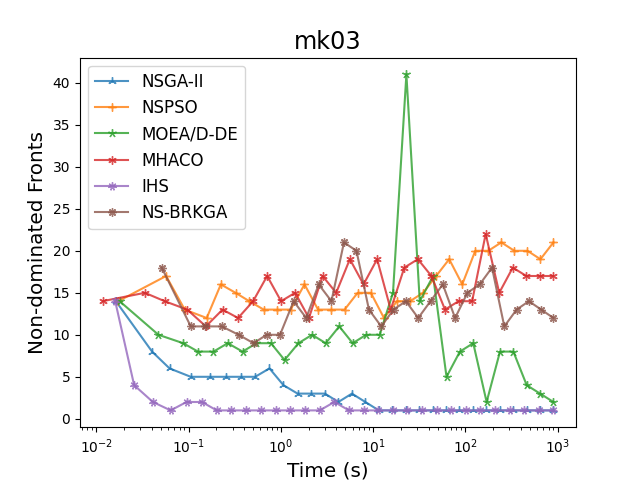 mk03
Non-dominated Fronts
40
35
30
25
20
15
10
5
0
NSGA-II
NSPSO
MOEA/D-DE
MHACO
IHS
NS-BRKGA
10⁻² 10⁻¹ 10⁰ 10¹ 10² 10³
Time (s)